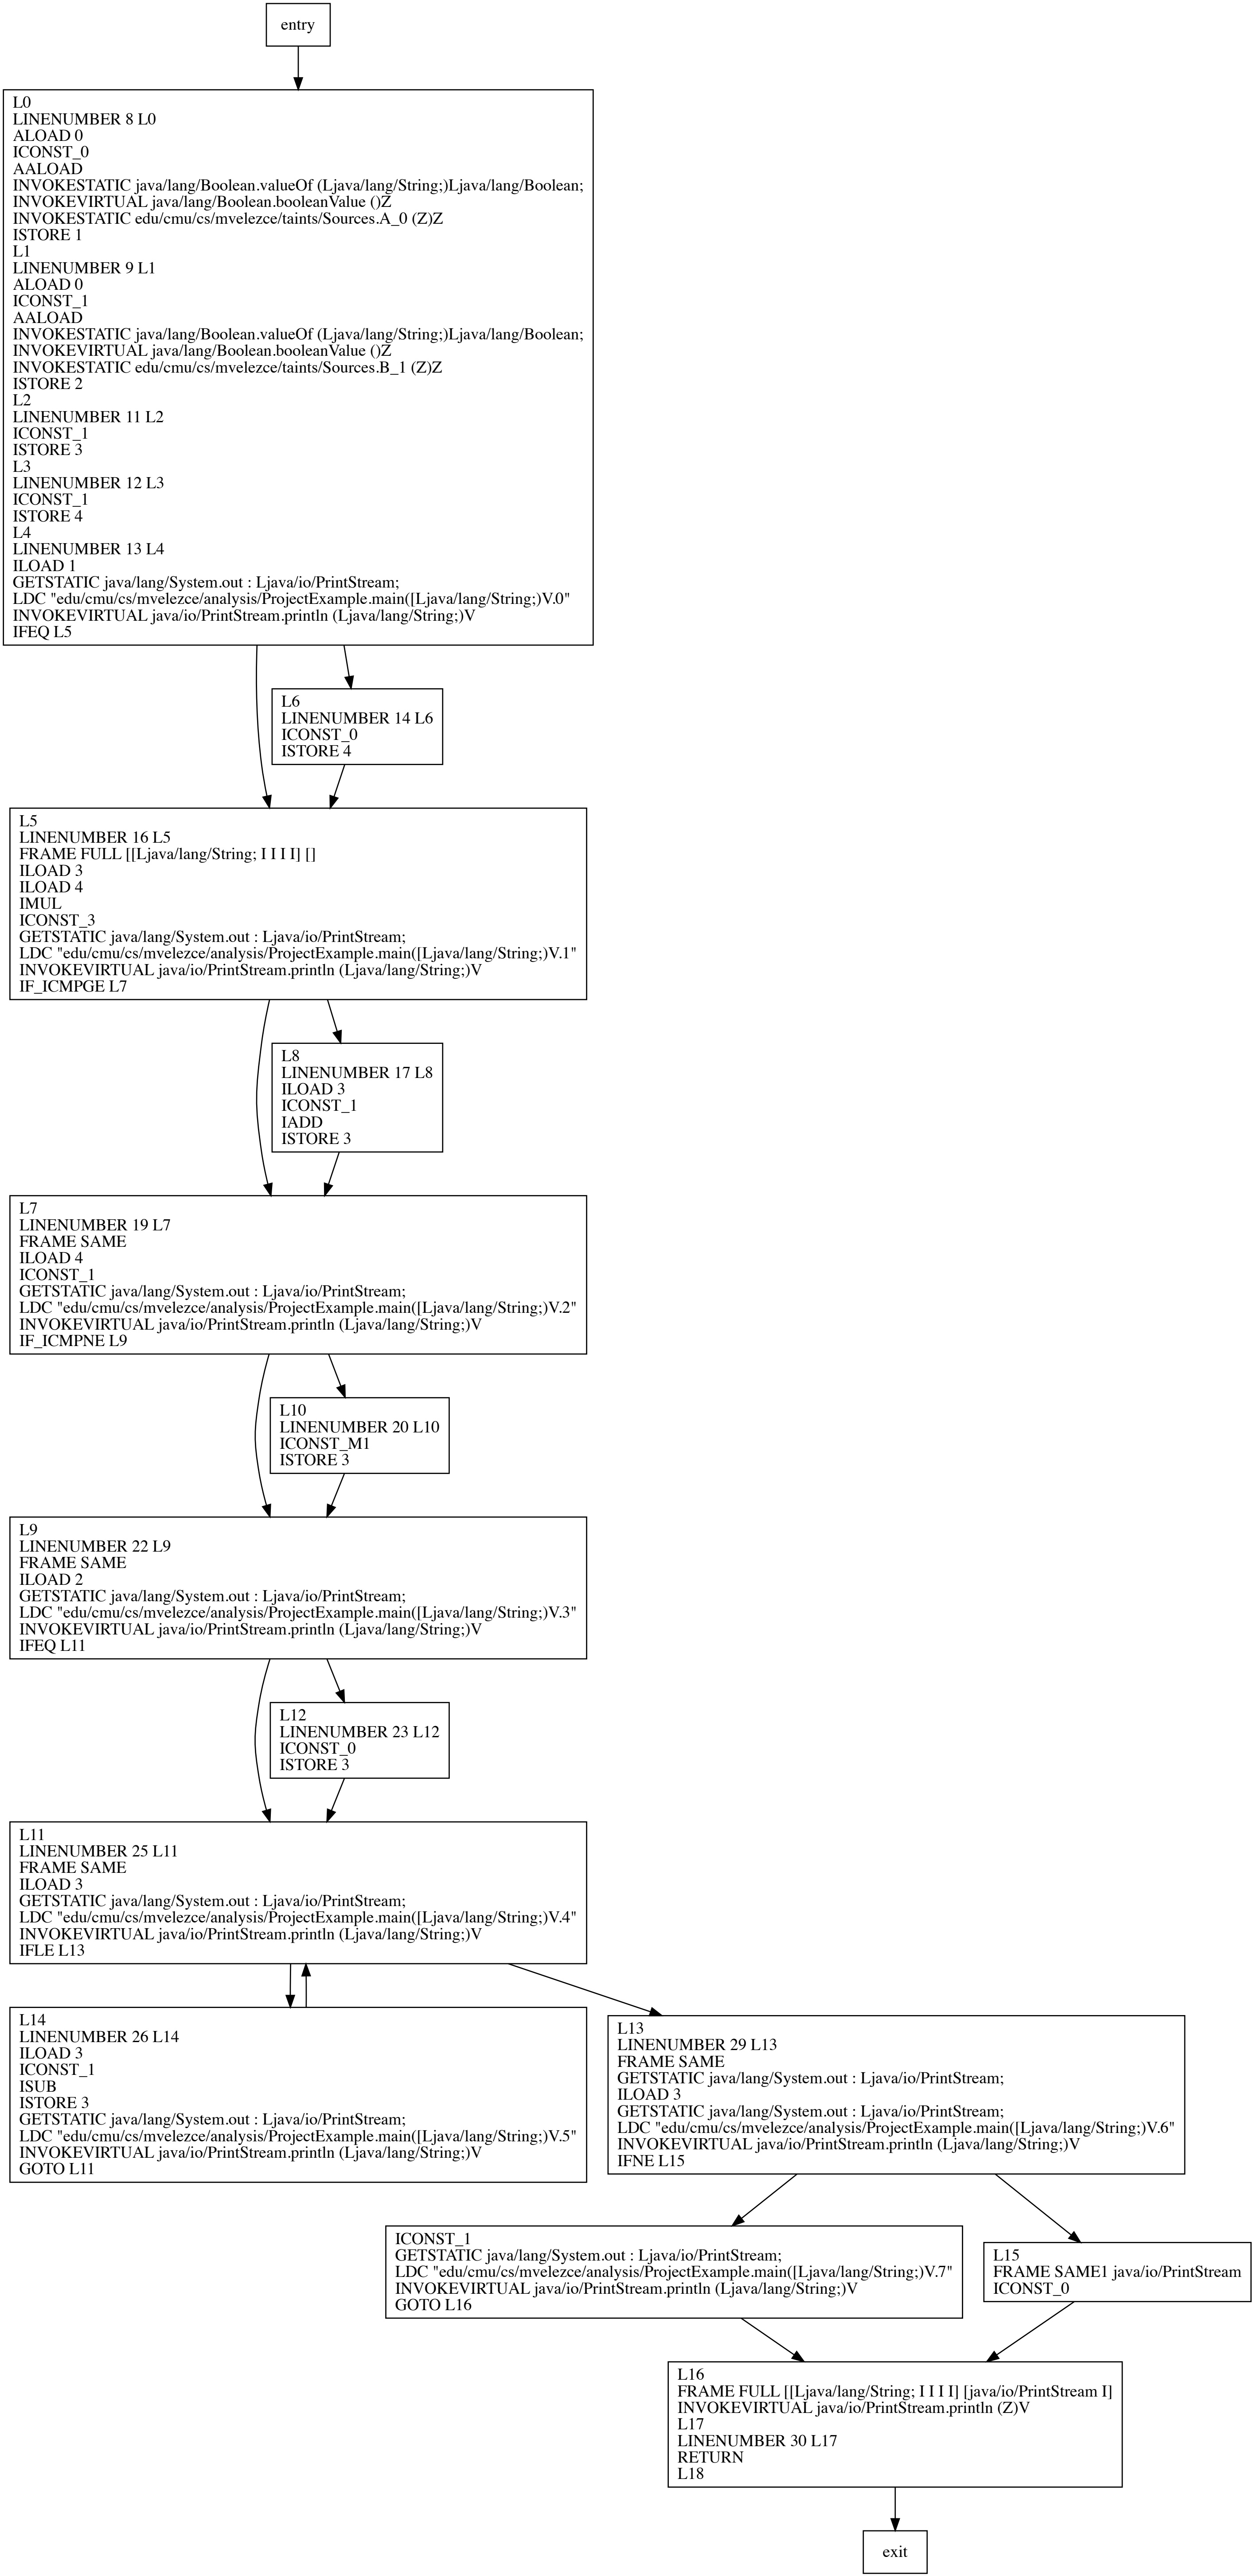 entry
L0
LINENUMBER 8 L0
ALOAD 0
ICONST_0
AALOAD
INVOKESTATIC java/lang/Boolean.valueOf (Ljava/lang/String;)Ljava/lang/Boolean;
INVOKEVIRTUAL java/lang/Boolean.booleanValue ()Z
INVOKESTATIC edu/cmu/cs/mvelezce/taints/Sources.A_0 (Z)Z
ISTORE 1
L1
LINENUMBER 9 L1
ALOAD 0
ICONST_1
AALOAD
INVOKESTATIC java/lang/Boolean.valueOf (Ljava/lang/String;)Ljava/lang/Boolean;
INVOKEVIRTUAL java/lang/Boolean.booleanValue ()Z
INVOKESTATIC edu/cmu/cs/mvelezce/taints/Sources.B_1 (Z)Z
ISTORE 2
L2
LINENUMBER 11 L2
ICONST_1
ISTORE 3
L3
LINENUMBER 12 L3
ICONST_1
ISTORE 4
L4
LINENUMBER 13 L4
ILOAD 1
GETSTATIC java/lang/System.out : Ljava/io/PrintStream;
LDC "edu/cmu/cs/mvelezce/analysis/ProjectExample.main([Ljava/lang/String;)V.0"
INVOKEVIRTUAL java/io/PrintStream.println (Ljava/lang/String;)V
IFEQ L5
L6
LINENUMBER 14 L6
ICONST_0
ISTORE 4
L5
LINENUMBER 16 L5
FRAME FULL [[Ljava/lang/String; I I I I] []
ILOAD 3
ILOAD 4
IMUL
ICONST_3
GETSTATIC java/lang/System.out : Ljava/io/PrintStream;
LDC "edu/cmu/cs/mvelezce/analysis/ProjectExample.main([Ljava/lang/String;)V.1"
INVOKEVIRTUAL java/io/PrintStream.println (Ljava/lang/String;)V
IF_ICMPGE L7
L8
LINENUMBER 17 L8
ILOAD 3
ICONST_1
IADD
ISTORE 3
L7
LINENUMBER 19 L7
FRAME SAME
ILOAD 4
ICONST_1
GETSTATIC java/lang/System.out : Ljava/io/PrintStream;
LDC "edu/cmu/cs/mvelezce/analysis/ProjectExample.main([Ljava/lang/String;)V.2"
INVOKEVIRTUAL java/io/PrintStream.println (Ljava/lang/String;)V
IF_ICMPNE L9
L10
LINENUMBER 20 L10
ICONST_M1
ISTORE 3
L9
LINENUMBER 22 L9
FRAME SAME
ILOAD 2
GETSTATIC java/lang/System.out : Ljava/io/PrintStream;
LDC "edu/cmu/cs/mvelezce/analysis/ProjectExample.main([Ljava/lang/String;)V.3"
INVOKEVIRTUAL java/io/PrintStream.println (Ljava/lang/String;)V
IFEQ L11
L12
LINENUMBER 23 L12
ICONST_0
ISTORE 3
L11
LINENUMBER 25 L11
FRAME SAME
ILOAD 3
GETSTATIC java/lang/System.out : Ljava/io/PrintStream;
LDC "edu/cmu/cs/mvelezce/analysis/ProjectExample.main([Ljava/lang/String;)V.4"
INVOKEVIRTUAL java/io/PrintStream.println (Ljava/lang/String;)V
IFLE L13
L14
LINENUMBER 26 L14
ILOAD 3
ICONST_1
ISUB
ISTORE 3
GETSTATIC java/lang/System.out : Ljava/io/PrintStream;
LDC "edu/cmu/cs/mvelezce/analysis/ProjectExample.main([Ljava/lang/String;)V.5"
INVOKEVIRTUAL java/io/PrintStream.println (Ljava/lang/String;)V
GOTO L11
L13
LINENUMBER 29 L13
FRAME SAME
GETSTATIC java/lang/System.out : Ljava/io/PrintStream;
ILOAD 3
GETSTATIC java/lang/System.out : Ljava/io/PrintStream;
LDC "edu/cmu/cs/mvelezce/analysis/ProjectExample.main([Ljava/lang/String;)V.6"
INVOKEVIRTUAL java/io/PrintStream.println (Ljava/lang/String;)V
IFNE L15
ICONST_1
GETSTATIC java/lang/System.out : Ljava/io/PrintStream;
LDC "edu/cmu/cs/mvelezce/analysis/ProjectExample.main([Ljava/lang/String;)V.7"
INVOKEVIRTUAL java/io/PrintStream.println (Ljava/lang/String;)V
GOTO L16
L15
FRAME SAME1 java/io/PrintStream
ICONST_0
L16
FRAME FULL [[Ljava/lang/String; I I I I] [java/io/PrintStream I]
INVOKEVIRTUAL java/io/PrintStream.println (Z)V
L17
LINENUMBER 30 L17
RETURN
L18
exit